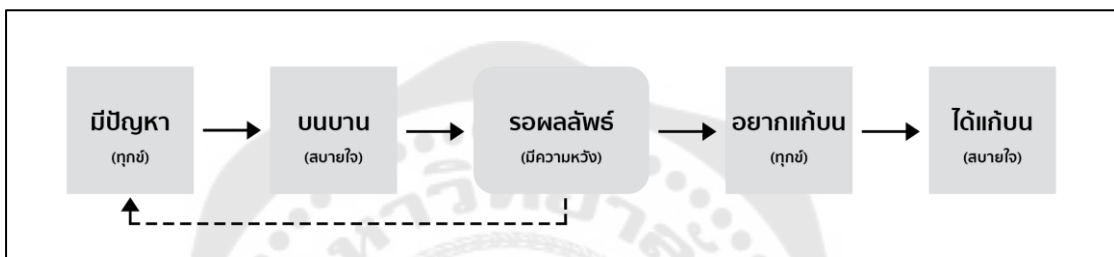 มีปัญหา
(ทุกข์)
บนบาน
(สบายใจ)
รอผลลัพธ์
(มีความหวัง)
อยากแก้บน
(ทุกข์)
ได้แก้บน
(สบายใจ)